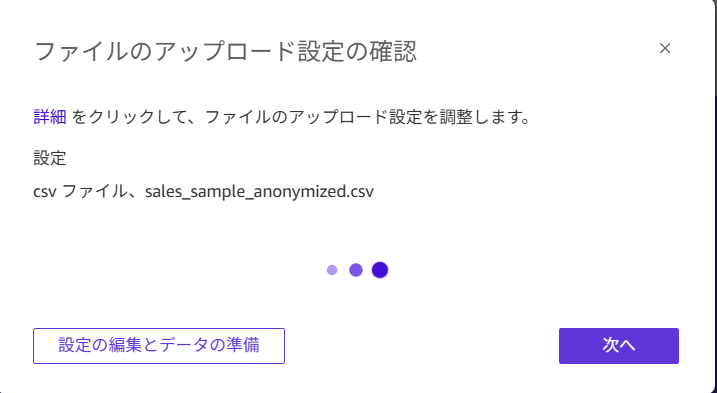 ファイルのアップロード設定の確認
詳細 をクリックして、ファイルのアップロード設定を調整します。
設定
csv ファイル、sales_sample_anonymized.csv
設定の編集とデータの準備
次へ